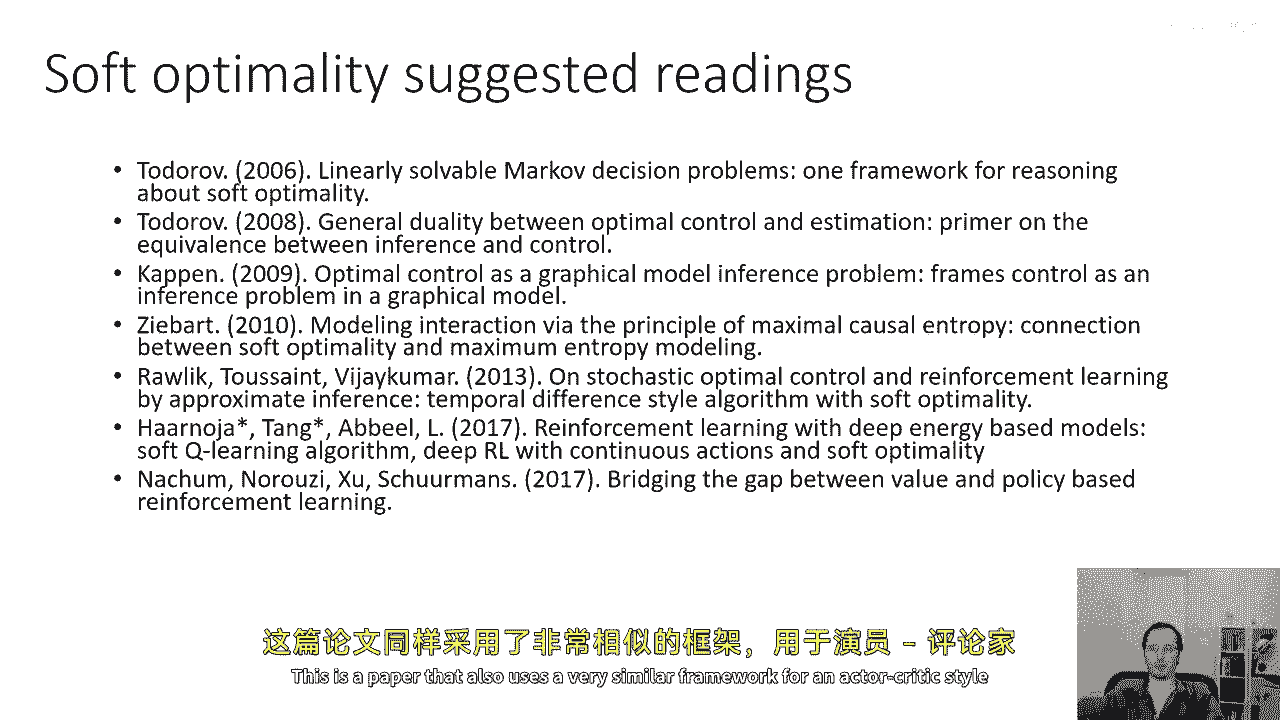 Soft optimality suggested readings
• Todorov. (2006). Linearly solvable Markov decision problems: one framework for reasoning
about soft optimality.
• Todorov. (2008). General duality between optimal control and estimation: primer on the
equivalence between inference and control.
• Kappen. (2009). Optimal control as a graphical model inference problem: frames control as an
inference problem in a graphical model.
• Ziebart. (2010). Modeling interaction via the principle of maximal causal entropy: connection
between soft optimality and maximum entropy modeling.
• Rawlik, Toussaint, Vijaykumar. (2013). On stochastic optimal control and reinforcement learning
by approximate inference: temporal difference style algorithm with soft optimality.
• Haarnoja*, Tang*, Abbeel, L. (2017). Reinforcement learning with deep energy based models:
soft Q-learning algorithm, deep RL with continuous actions and soft optimality
• Nachum, Norouzi, Xu, Schuurmans. (2017). Bridging the gap between value and policy based
reinforcement learning.
这篇论文同样采用了非常相似的框架，用于演员 – 评论家
This is a paper that also uses a very similar framework for an actor-critic style